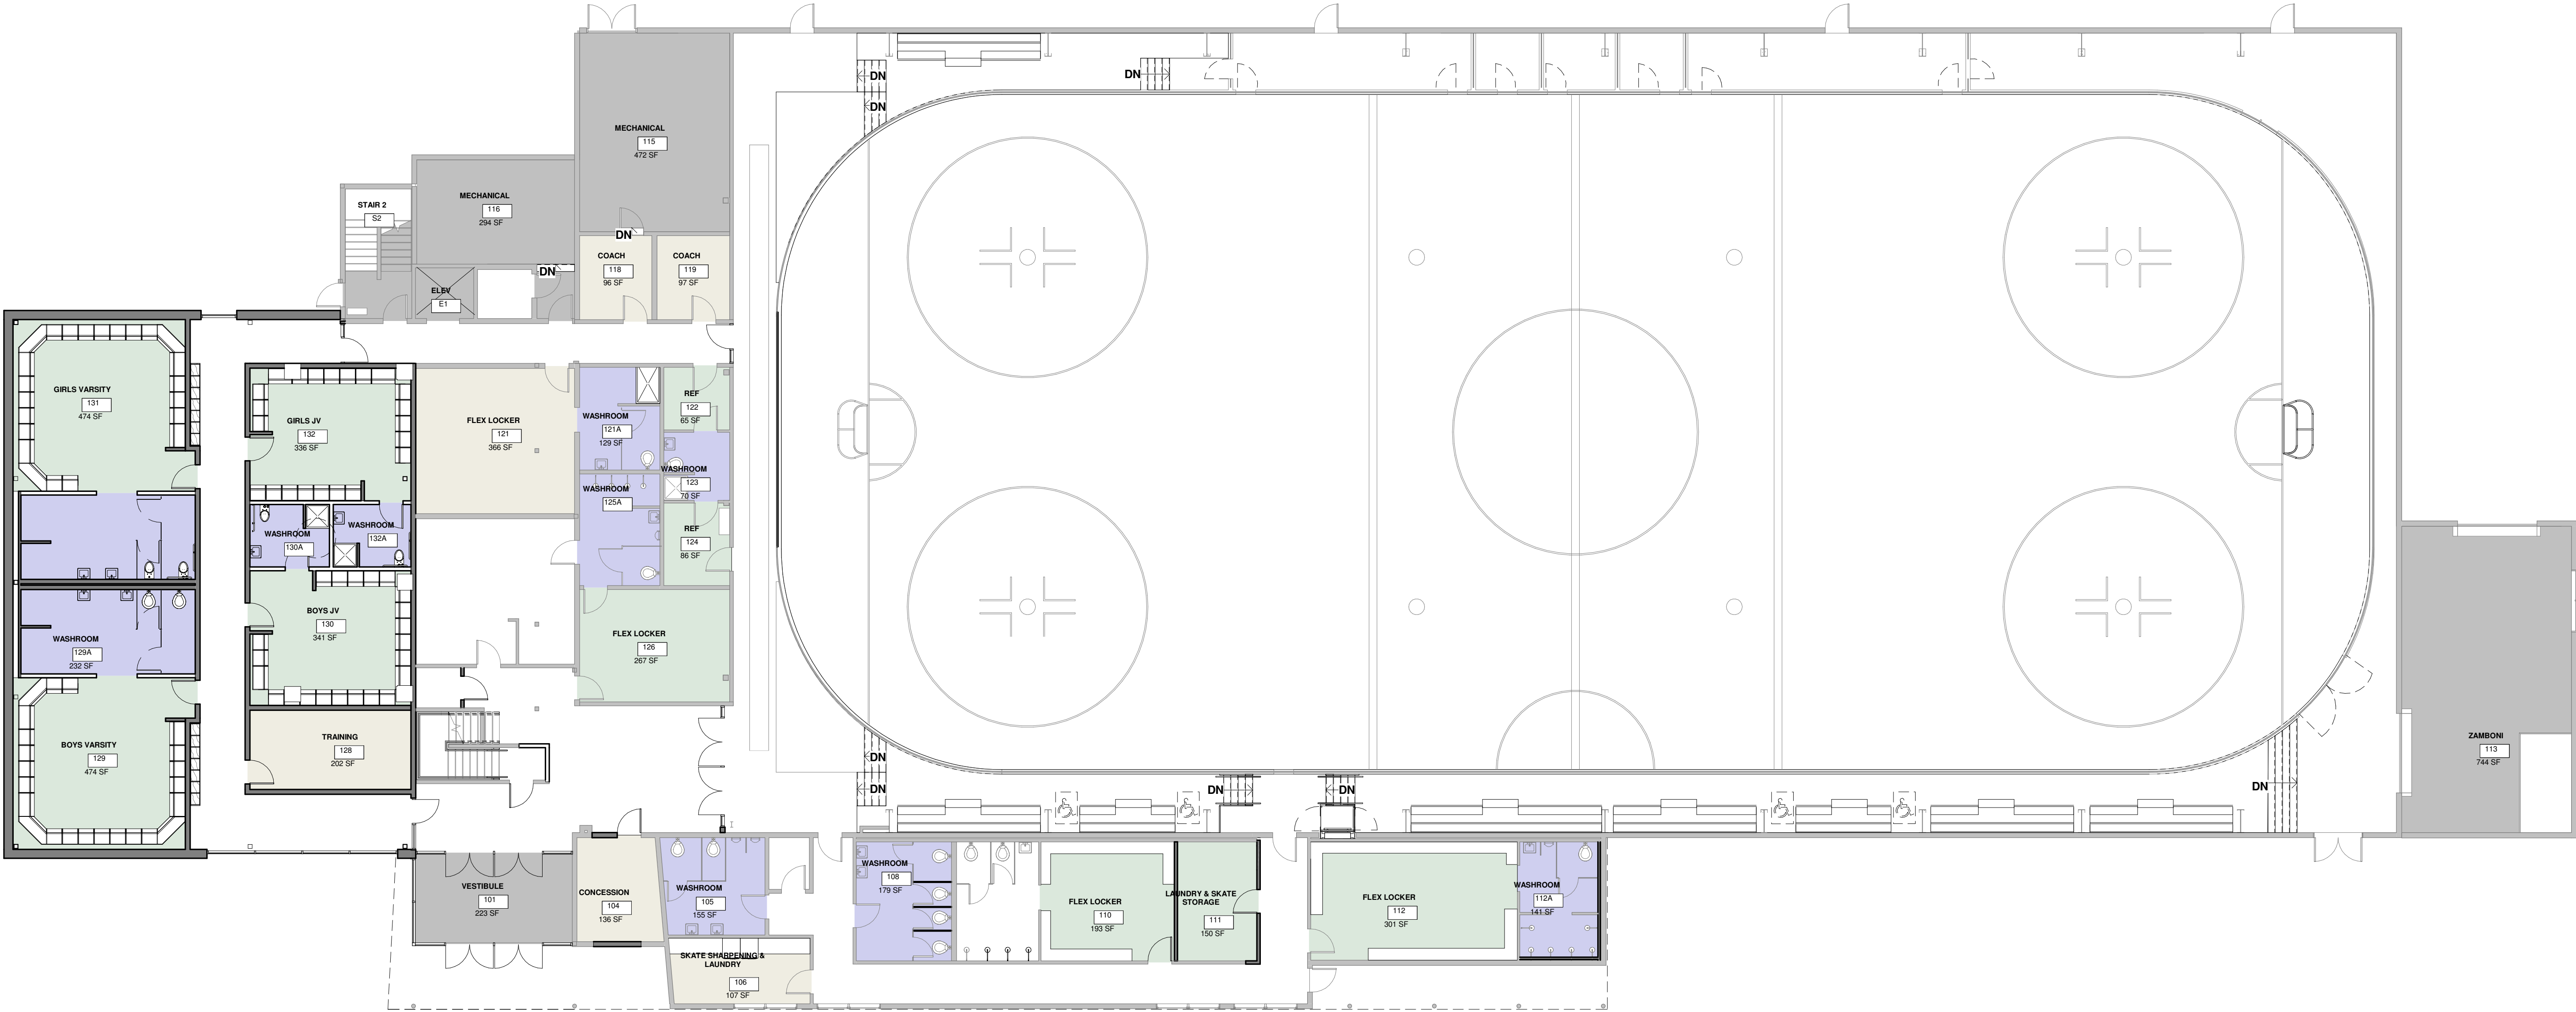 DN
DN
DN
MECHANICAL
115
472 SF
MECHANICAL
116
294 SF
STAIR 2
S2
DN
COACH
118
96 SF
COACH
119
97 SF
DN
ELEV
E1
GIRLS VARSITY
131
474 SF
GIRLS JV
132
336 SF
FLEX LOCKER
121
366 SF
WASHROOM
121A
129 SF
REF
122
65 SF
WASHROOM
123
70 SF
WASHROOM
125A
REF
124
86 SF
WASHROOM
130A
WASHROOM
132A
BOYS JV
130
341 SF
WASHROOM
129A
232 SF
FLEX LOCKER
126
267 SF
BOYS VARSITY
129
474 SF
TRAINING
128
202 SF
DN
DN
DN
DN
DN
ZAMBONI
113
744 SF
VESTIBULE
101
223 SF
CONCESSION
104
136 SF
WASHROOM
105
155 SF
WASHROOM
108
179 SF
FLEX LOCKER
110
193 SF
LAUNDRY & SKATE
STORAGE
111
150 SF
FLEX LOCKER
112
301 SF
WASHROOM
112A
141 SF
SKATE SHARPENING &
LAUNDRY
106
107 SF